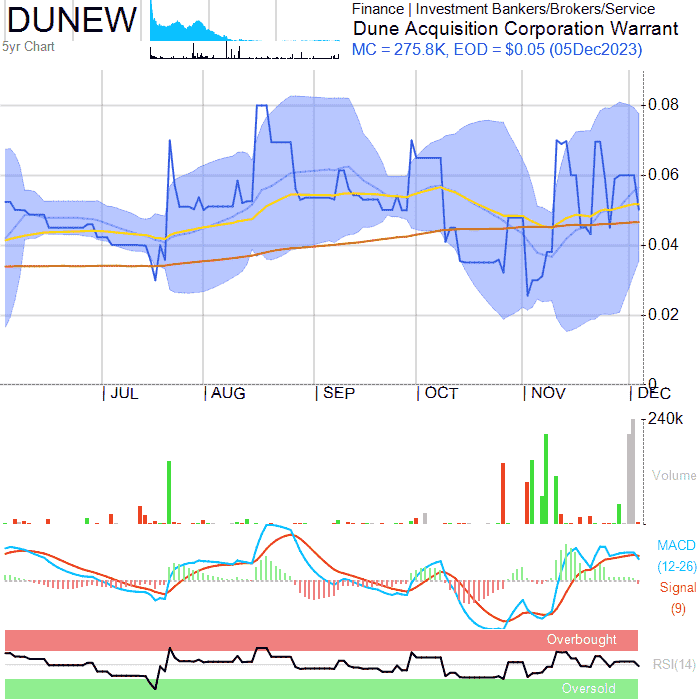 DUNEW
5yr Chart
Finance | Investment Bankers/Brokers/Service
Dune Acquisition Corporation Warrant
MC = 275.8K, EOD = $0.05 (05Dec2023)
0.08
0.06
0.04
0.02
0
JUL AUG SEP OCT NOV DEC
240k
Volume
MACD
(12-26)
Signal
(9)
Overbought
RSI(14)
Oversold